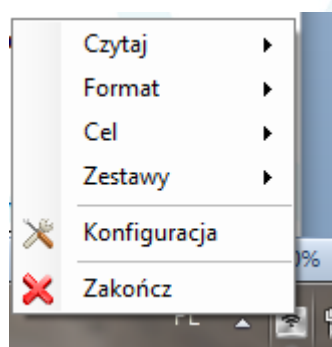 Czytaj
Format
Cel
Zestawy
Konfiguracja
Zakończ
0%
PL